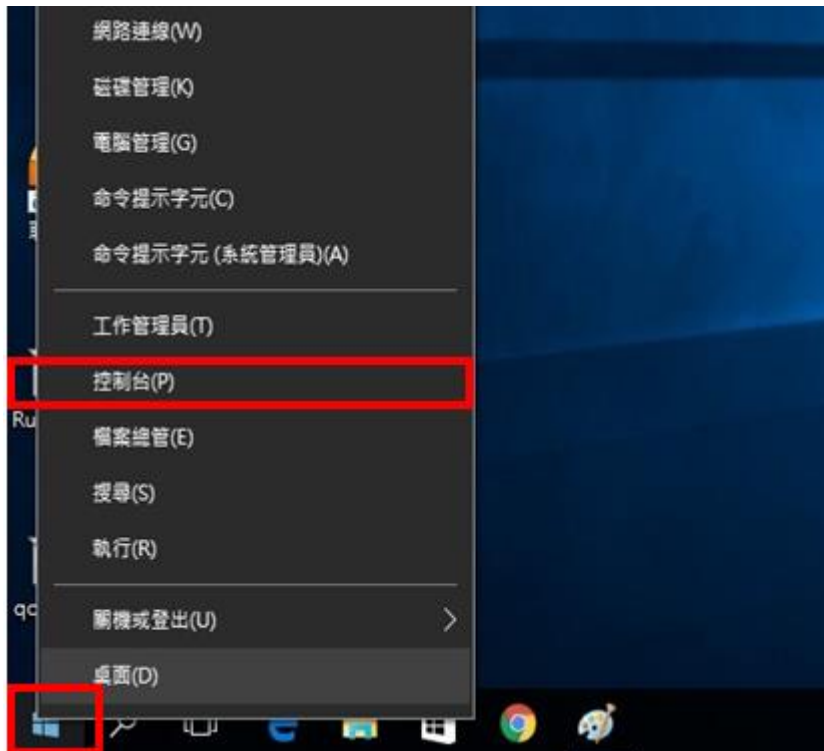 網路連線(W)
磁碟管理(K)
電腦管理(G)
命令提示字元(C)
命令提示字元 (系統管理員)(A)
工作管理員(T)
控制台(P)
Ru
檔案總管(E)
搜尋(S)
執行(R)
qc
關機或登出(U)
桌面(D)